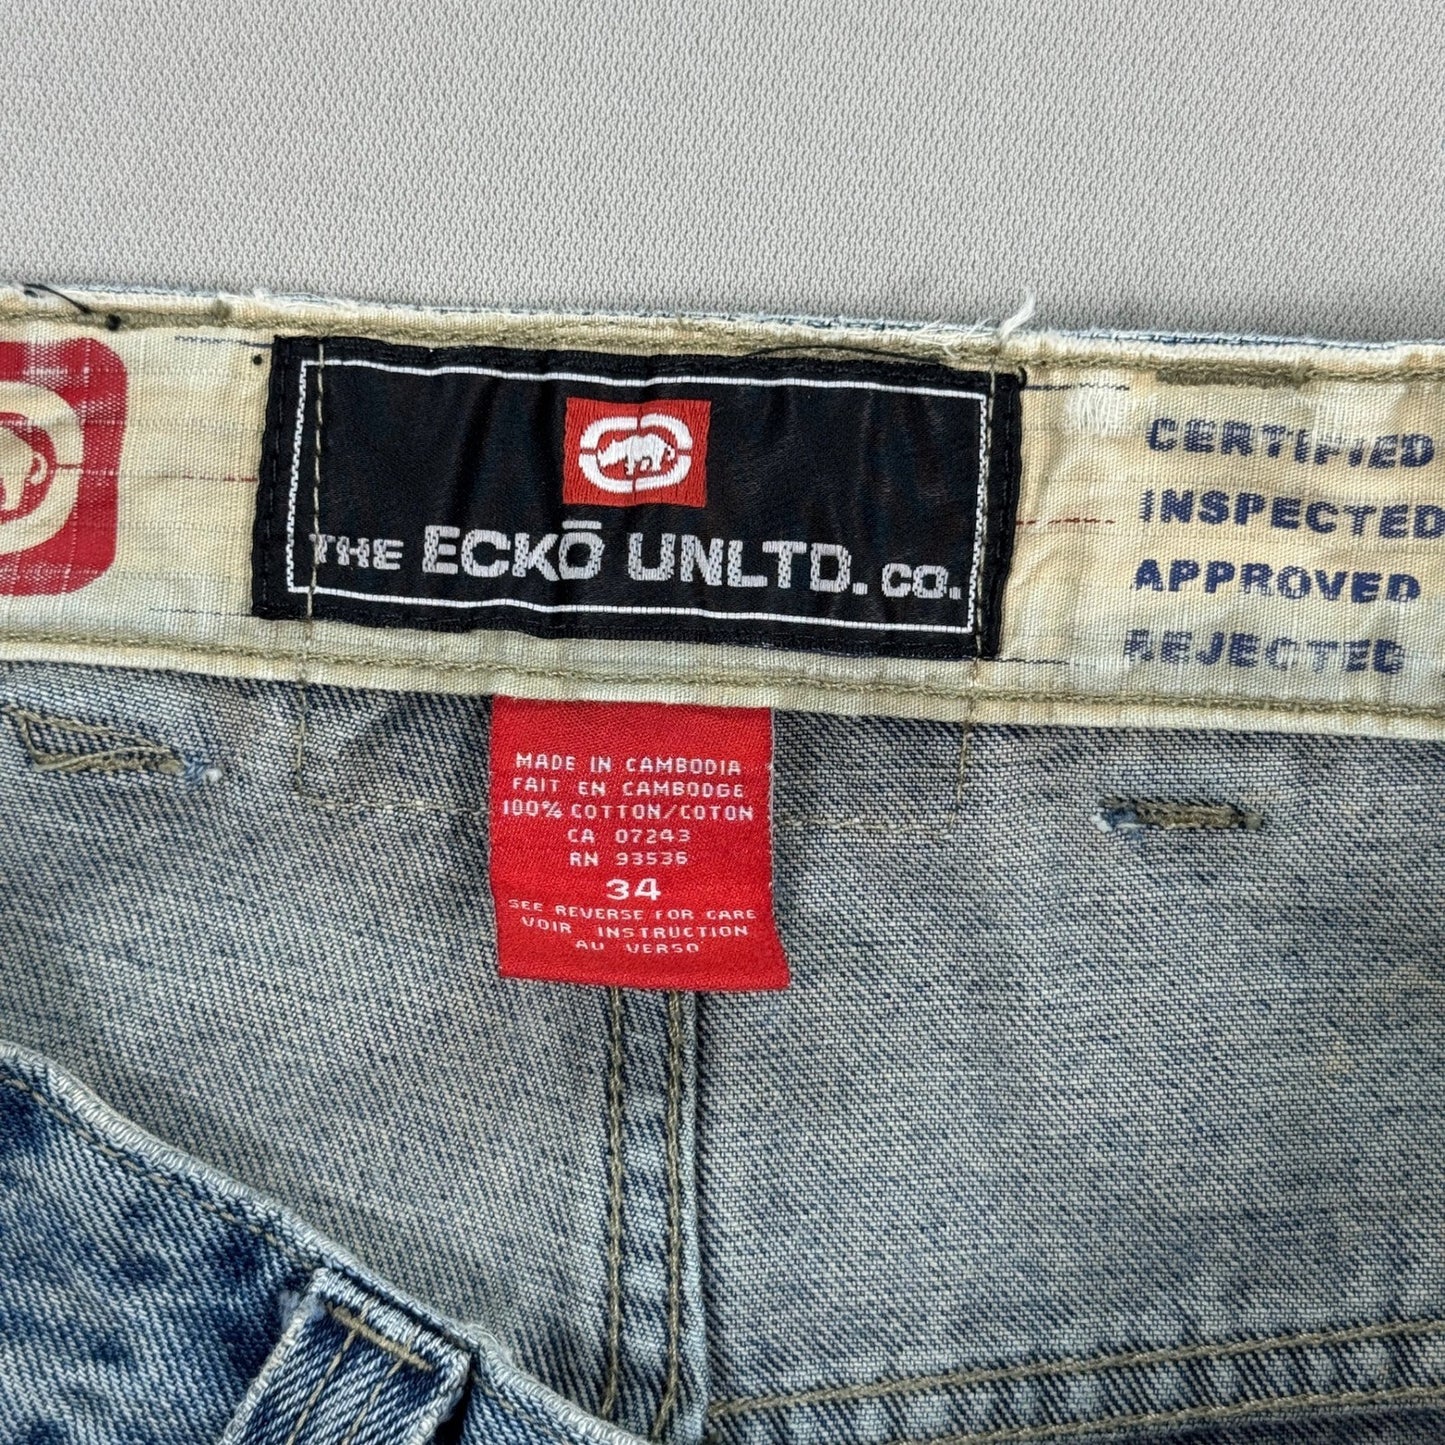 THE ECKŌ UNLTD. CO.
CERTIFIED
INSPECTED
APPROVED
REJECTED
MADE IN CAMBODIA
FAIT EN CAMBODGE
100% COTTON/COTON
CA 07243
RN 93536
34
SEE REVERSE FOR CARE
VOIR INSTRUCTION
AU VERSO